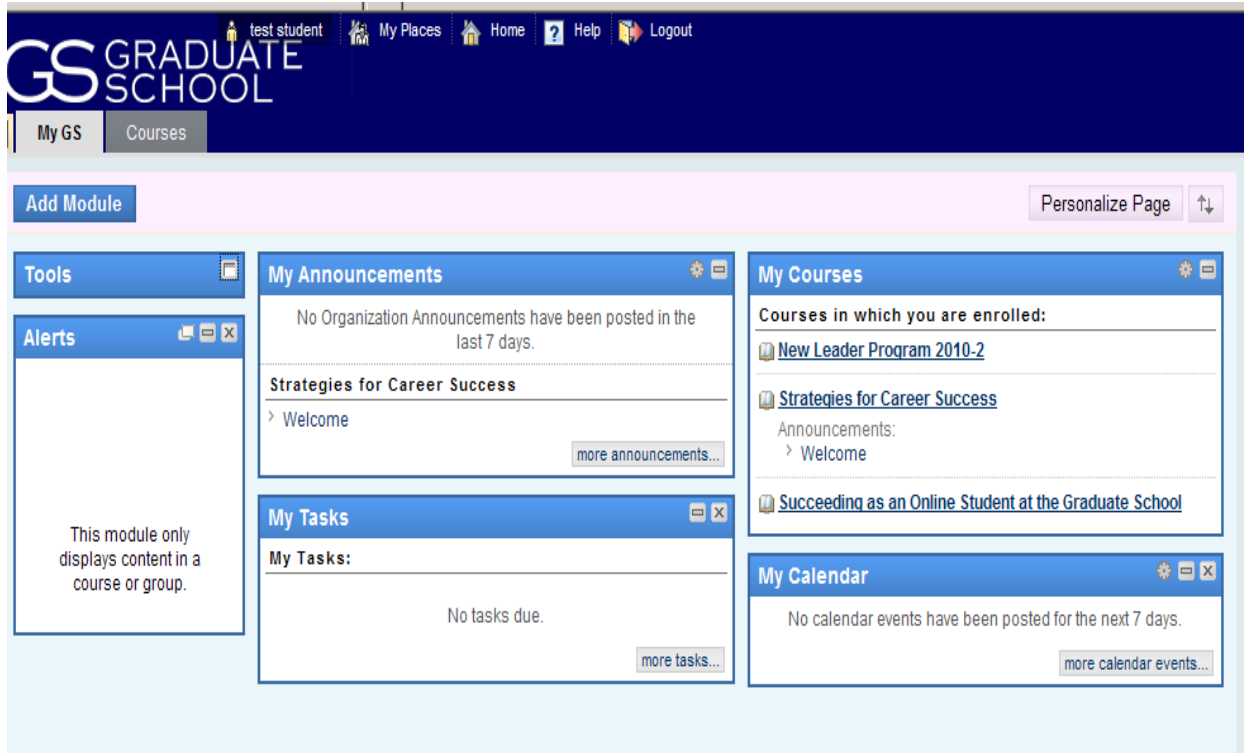 test student My Places Home ? Help Logout
GS GRADUATE
SCHOOL
My GS Courses
Add Module Personalize Page
Tools
Alerts
This module only
displays content in a
course or group.
My Announcements
No Organization Announcements have been posted in the
last 7 days.
Strategies for Career Success
> Welcome
more announcements...
My Tasks
My Tasks:
No tasks due.
more tasks...
My Courses
Courses in which you are enrolled:
New Leader Program 2010-2
Strategies for Career Success
Announcements:
> Welcome
Succeeding as an Online Student at the Graduate School
My Calendar
No calendar events have been posted for the next 7 days.
more calendar events...